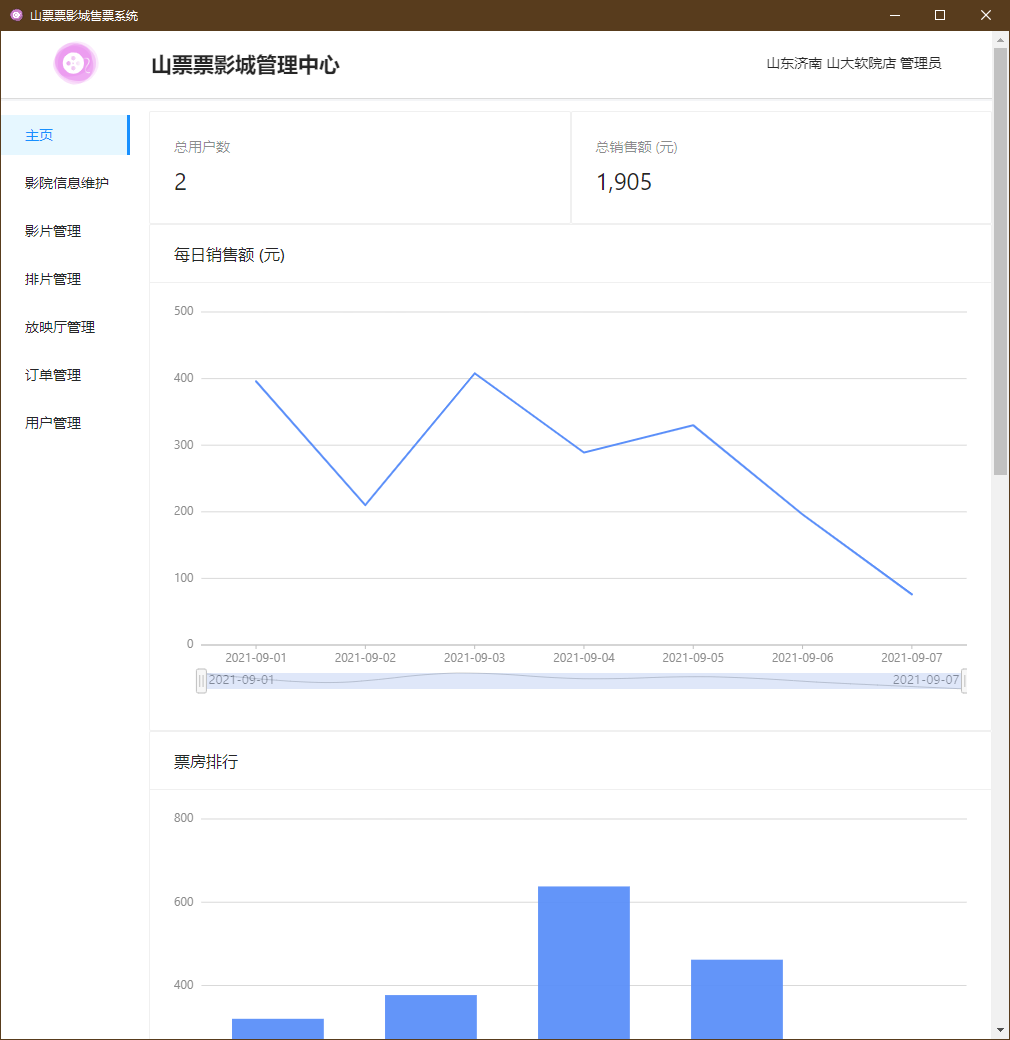 山票票影城售票系统
山票票影城管理中心
山东济南 山大软院店 管理员
主页
影院信息维护
影片管理
排片管理
放映厅管理
订单管理
用户管理
总用户数
2
总销售额 (元)
1,905
每日销售额 (元)
500
400
300
200
100
0
2021-09-01 2021-09-02 2021-09-03 2021-09-04 2021-09-05 2021-09-06 2021-09-07
2021-09-01 2021-09-07
票房排行
800
600
400